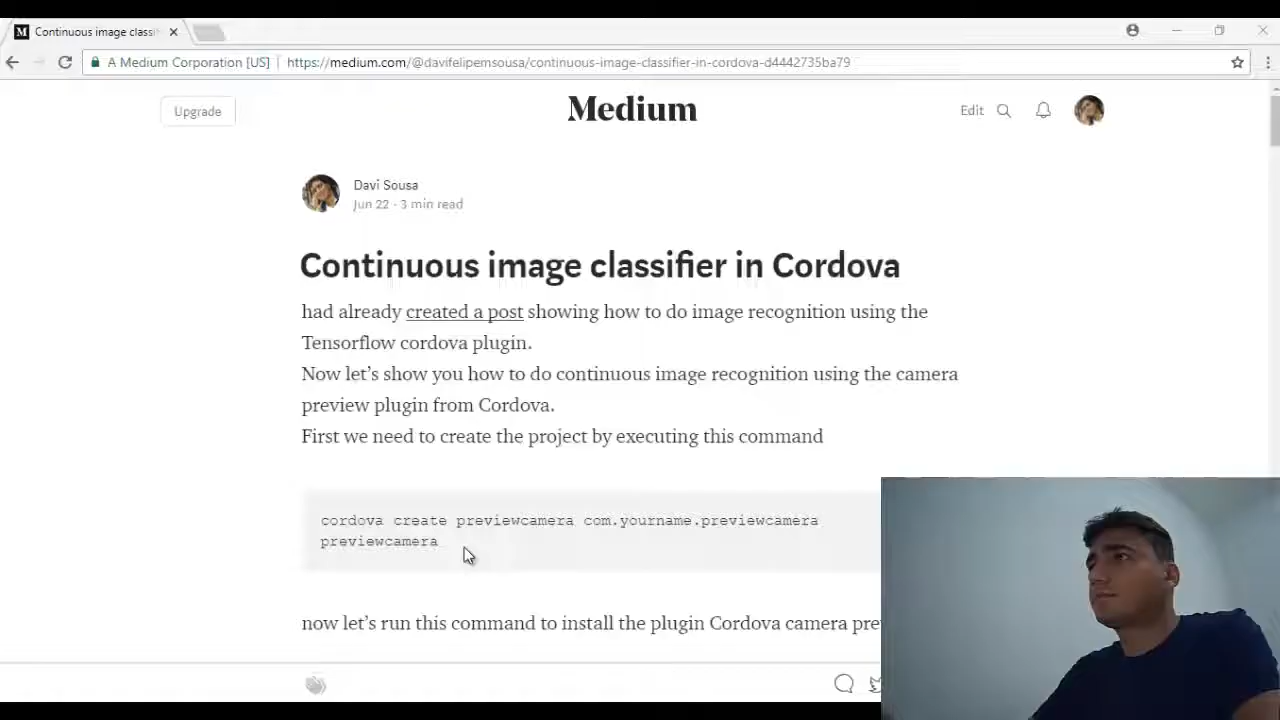 Continuous image classif
A Medium Corporation [US]
https://medium.com/@davifelipemsousa/continuous-image-classifier-in-cordova-d4442735ba79
Upgrade
Medium
Edit
Davi Sousa
Jun 22 · 3 min read
Continuous image classifier in Cordova
had already created a post showing how to do image recognition using the
Tensorflow cordova plugin.
Now let’s show you how to do continuous image recognition using the camera
preview plugin from Cordova.
First we need to create the project by executing this command
cordova create previewcamera com.yourname.previewcamera
previewcamera
now let’s run this command to install the plugin Cordova camera pre